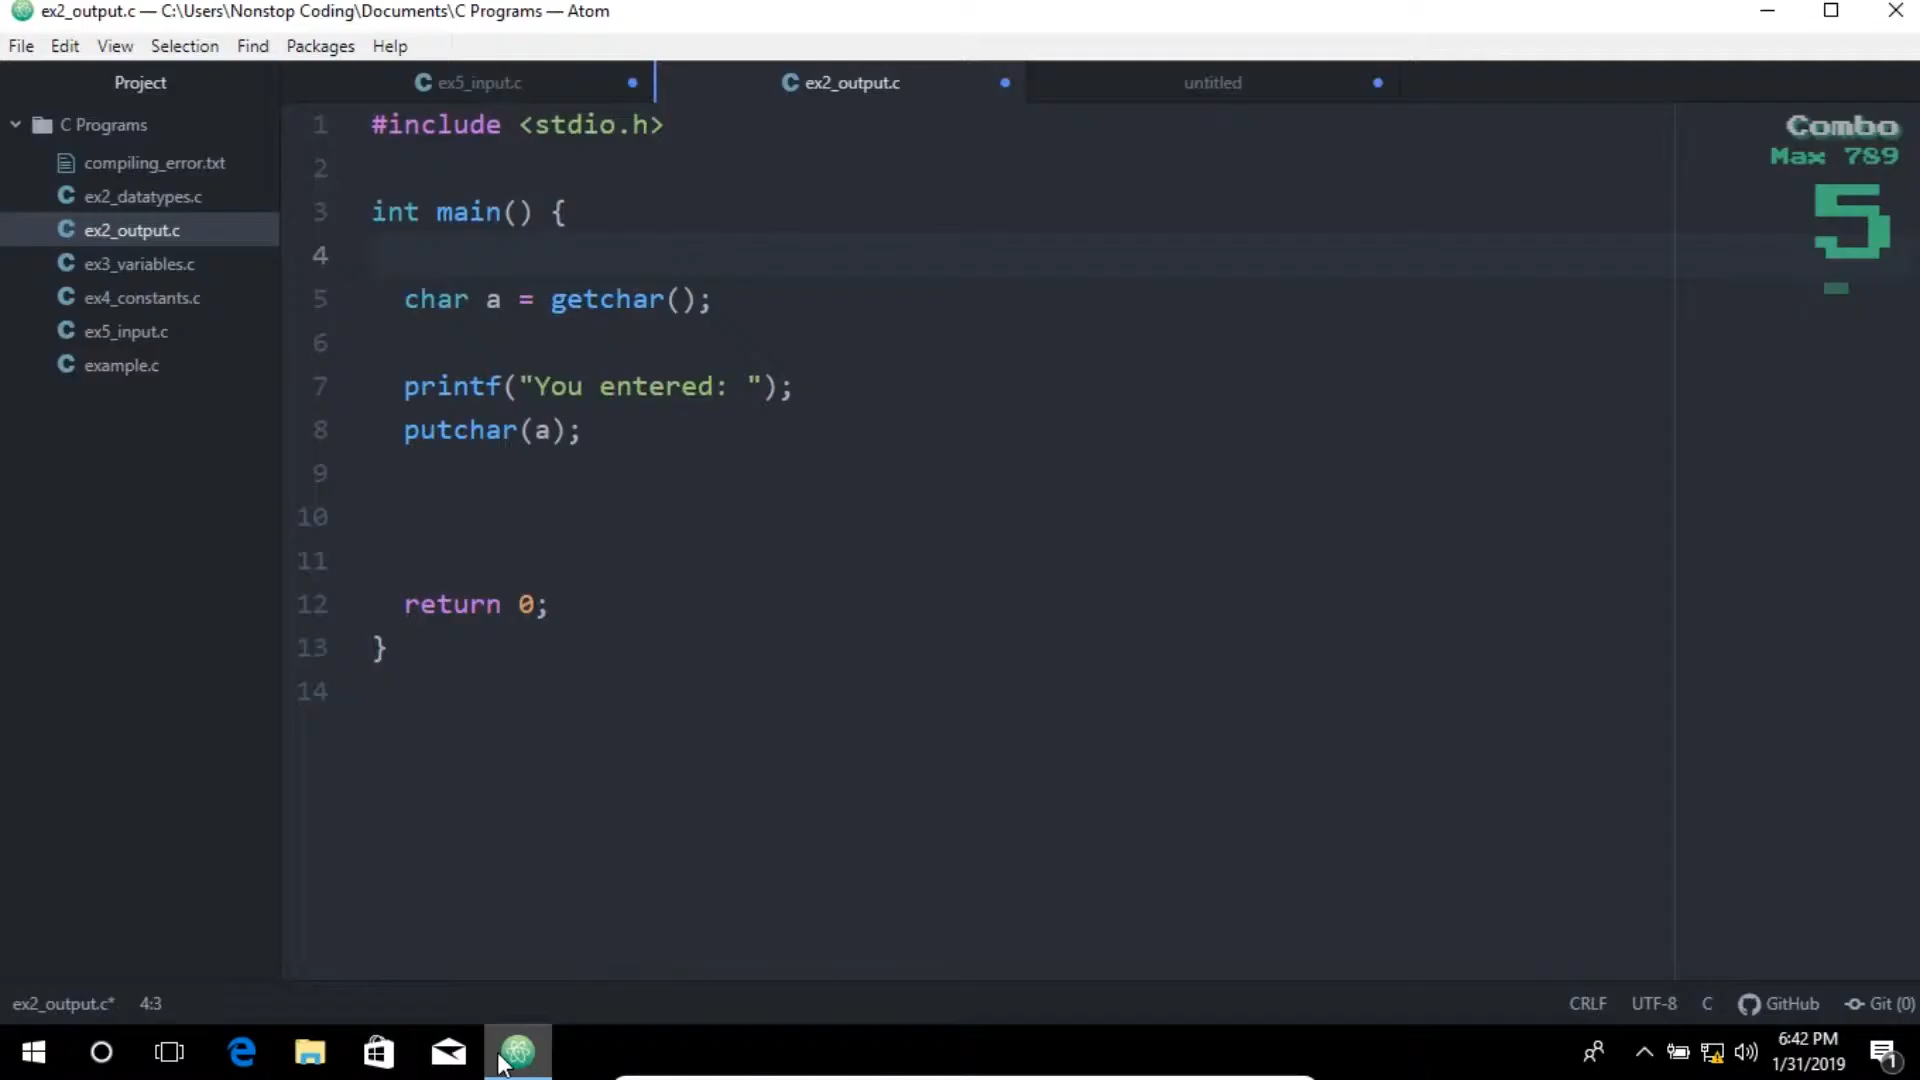 ex2_output.c — C:\Users\Nonstop Coding\Documents\C Programs — Atom
File Edit View Selection Find Packages Help
Project
ex5_input.c
ex2_output.c
untitled
C Programs
compiling_error.txt
ex2_datatypes.c
ex2_output.c
ex3_variables.c
ex4_constants.c
ex5_input.c
example.c
1 #include <stdio.h>
2
3 int main() {
4
5 char a = getchar();
6
7 printf("You entered: ");
8 putchar(a);
9
10
11
12 return 0;
13 }
14
Combo
Max 789
5
ex2_output.c* 4:3
CRLF UTF-8 C GitHub Git (0)
6:42 PM
1/31/2019
1